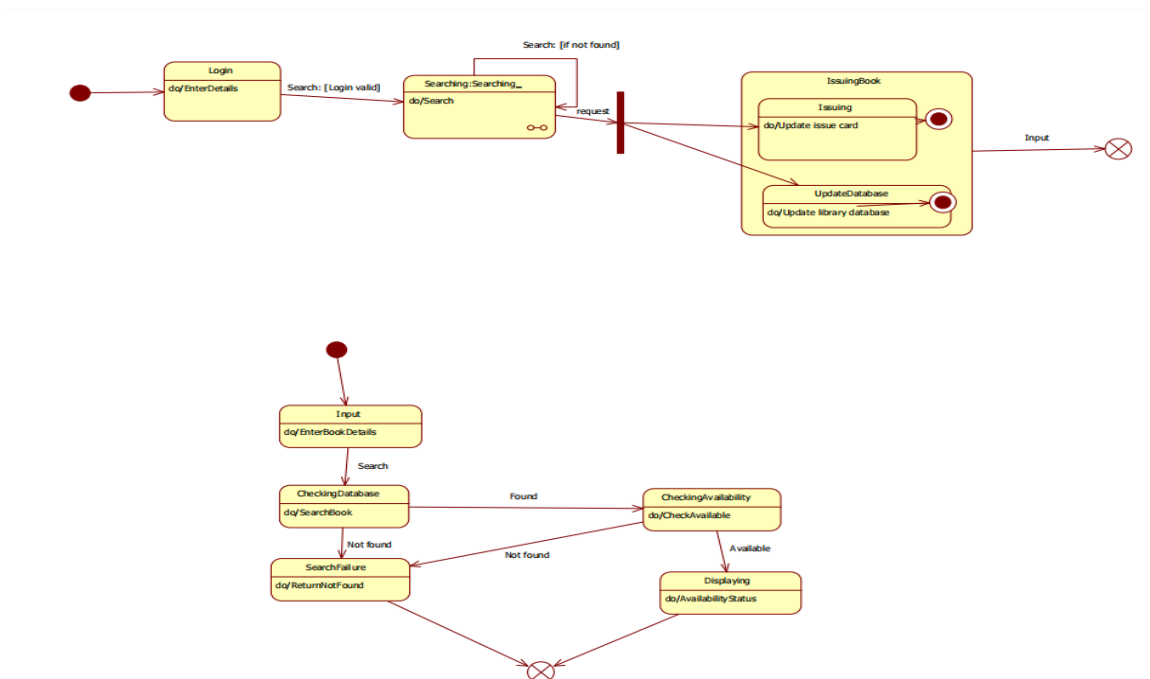 Search: [if not found]
Login
do/EnterDetails
Search: [Login valid]
Searching:Searching_
do/Search
request
IssuingBook
Issuing
do/Update issue card
UpdateDatabase
do/Update library database
Input
Input
do/EnterBookDetails
Search
CheckingDatabase
do/SearchBook
Found
CheckingAvailability
do/CheckAvailable
Not found
Not found
Available
SearchFailure
do/ReturnNotFound
Displaying
do/AvailabilityStatus